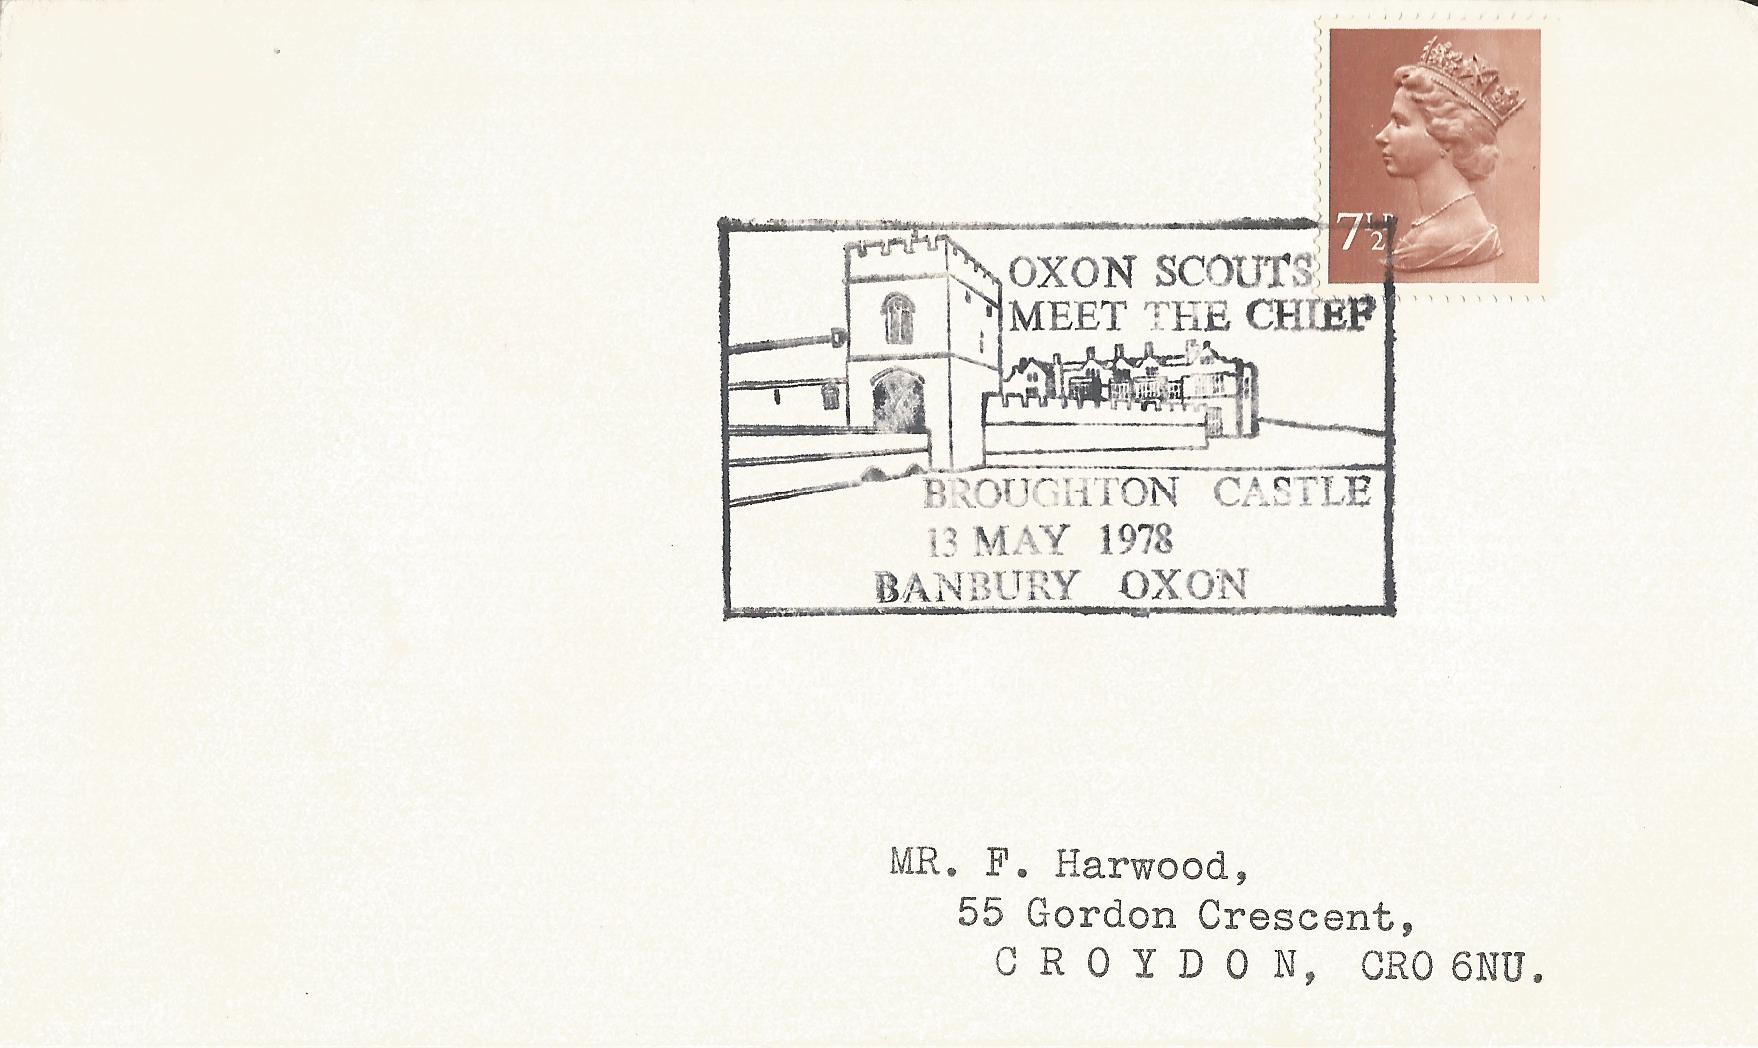 7½
OXON SCOUTS
MEET THE CHIEF
BROUGHTON CASTLE
13 MAY 1978
BANBURY OXON
MR. F. Harwood,
55 Gordon Crescent,
CROYDON, CRO 6NU.